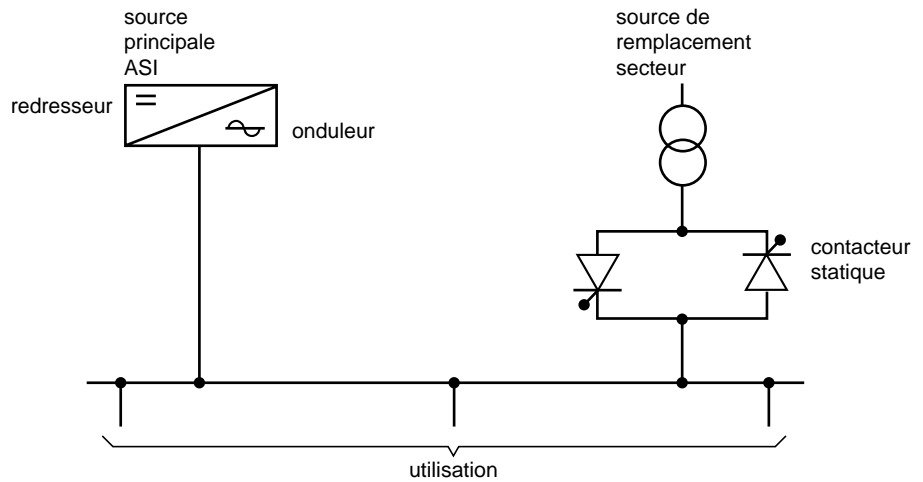 source
principale
ASI
source de
remplacement
secteur
redresseur
onduleur
contacteur
statique
utilisation